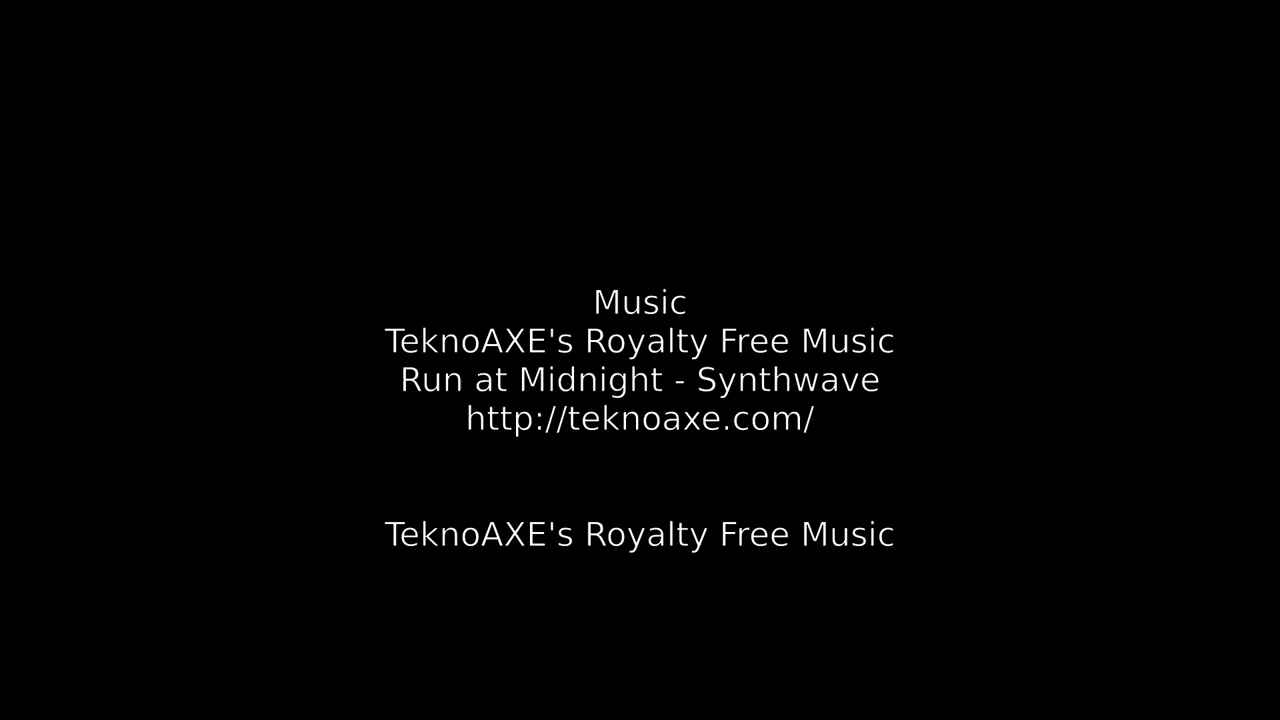 Music
TeknoAXE's Royalty Free Music
Run at Midnight - Synthwave
http://teknoaxe.com/
TeknoAXE's Royalty Free Music